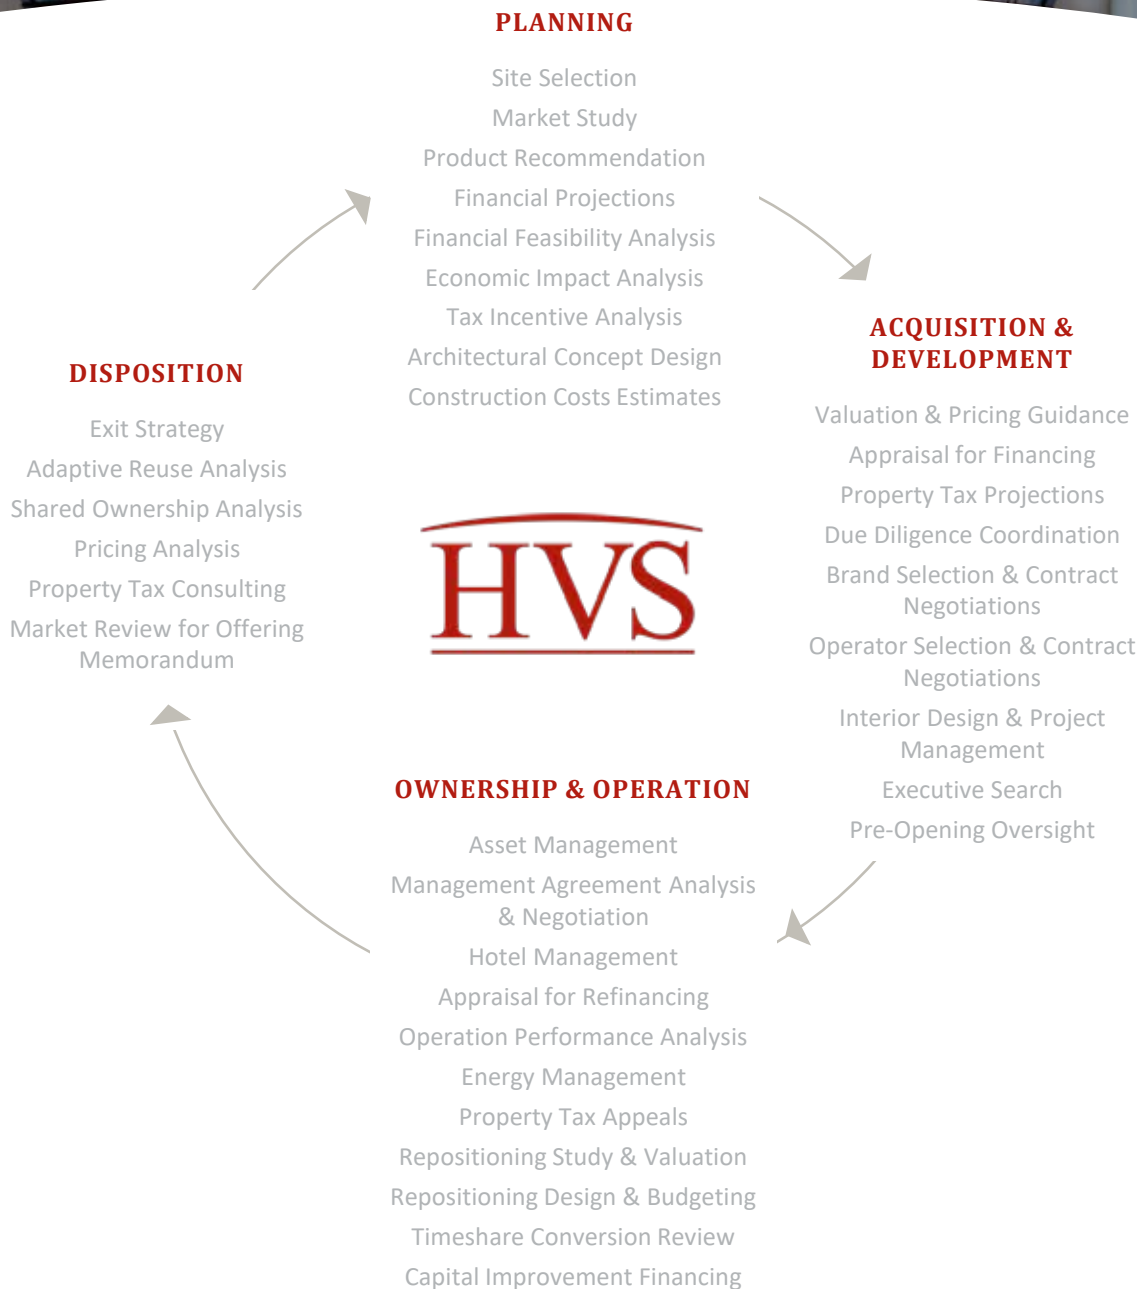 PLANNING
Site Selection
Market Study
Product Recommendation
Financial Projections
Financial Feasibility Analysis
Economic Impact Analysis
Tax Incentive Analysis
Architectural Concept Design
Construction Costs Estimates
ACQUISITION &
DEVELOPMENT
Valuation & Pricing Guidance
Appraisal for Financing
Property Tax Projections
Due Diligence Coordination
Brand Selection & Contract
Negotiations
Operator Selection & Contract
Negotiations
Interior Design & Project
Management
Executive Search
Pre-Opening Oversight
DISPOSITION
Exit Strategy
Adaptive Reuse Analysis
Shared Ownership Analysis
Pricing Analysis
Property Tax Consulting
Market Review for Offering
Memorandum
HVS
OWNERSHIP & OPERATION
Asset Management
Management Agreement Analysis
& Negotiation
Hotel Management
Appraisal for Refinancing
Operation Performance Analysis
Energy Management
Property Tax Appeals
Repositioning Study & Valuation
Repositioning Design & Budgeting
Timeshare Conversion Review
Capital Improvement Financing